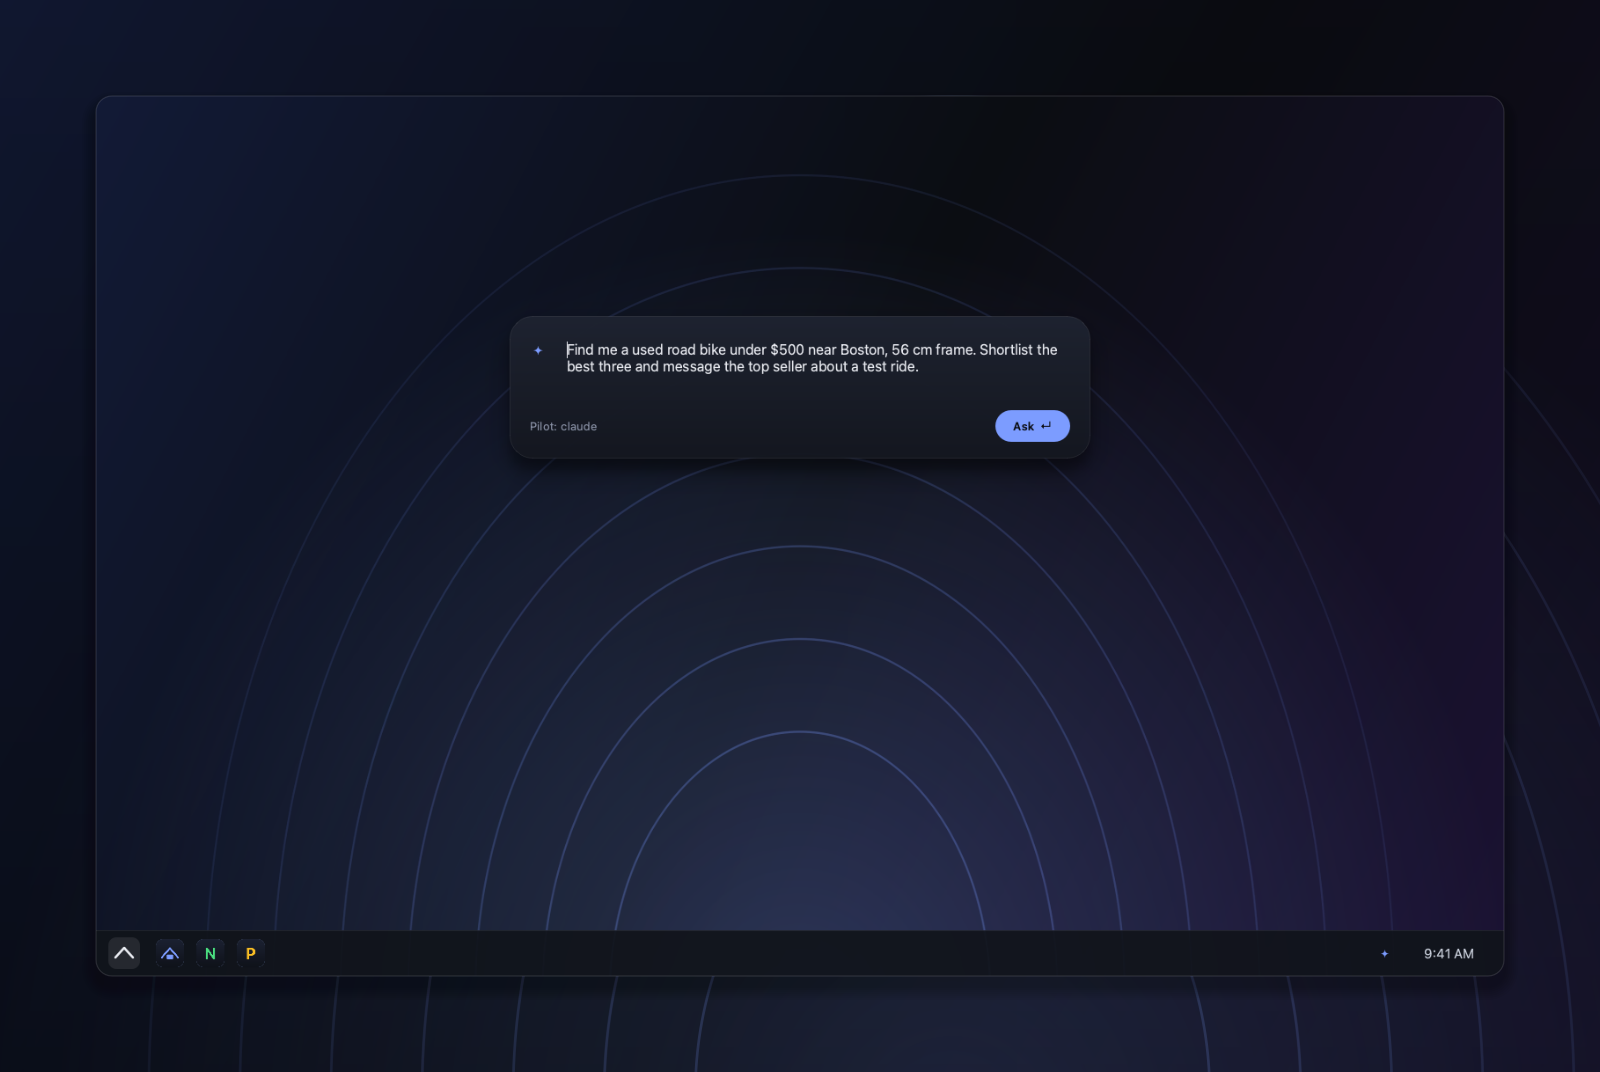 Find me a used road bike under $500 near Boston, 56 cm frame. Shortlist the
best three and message the top seller about a test ride.
Pilot: claude
Ask ↵
N
P
9:41 AM